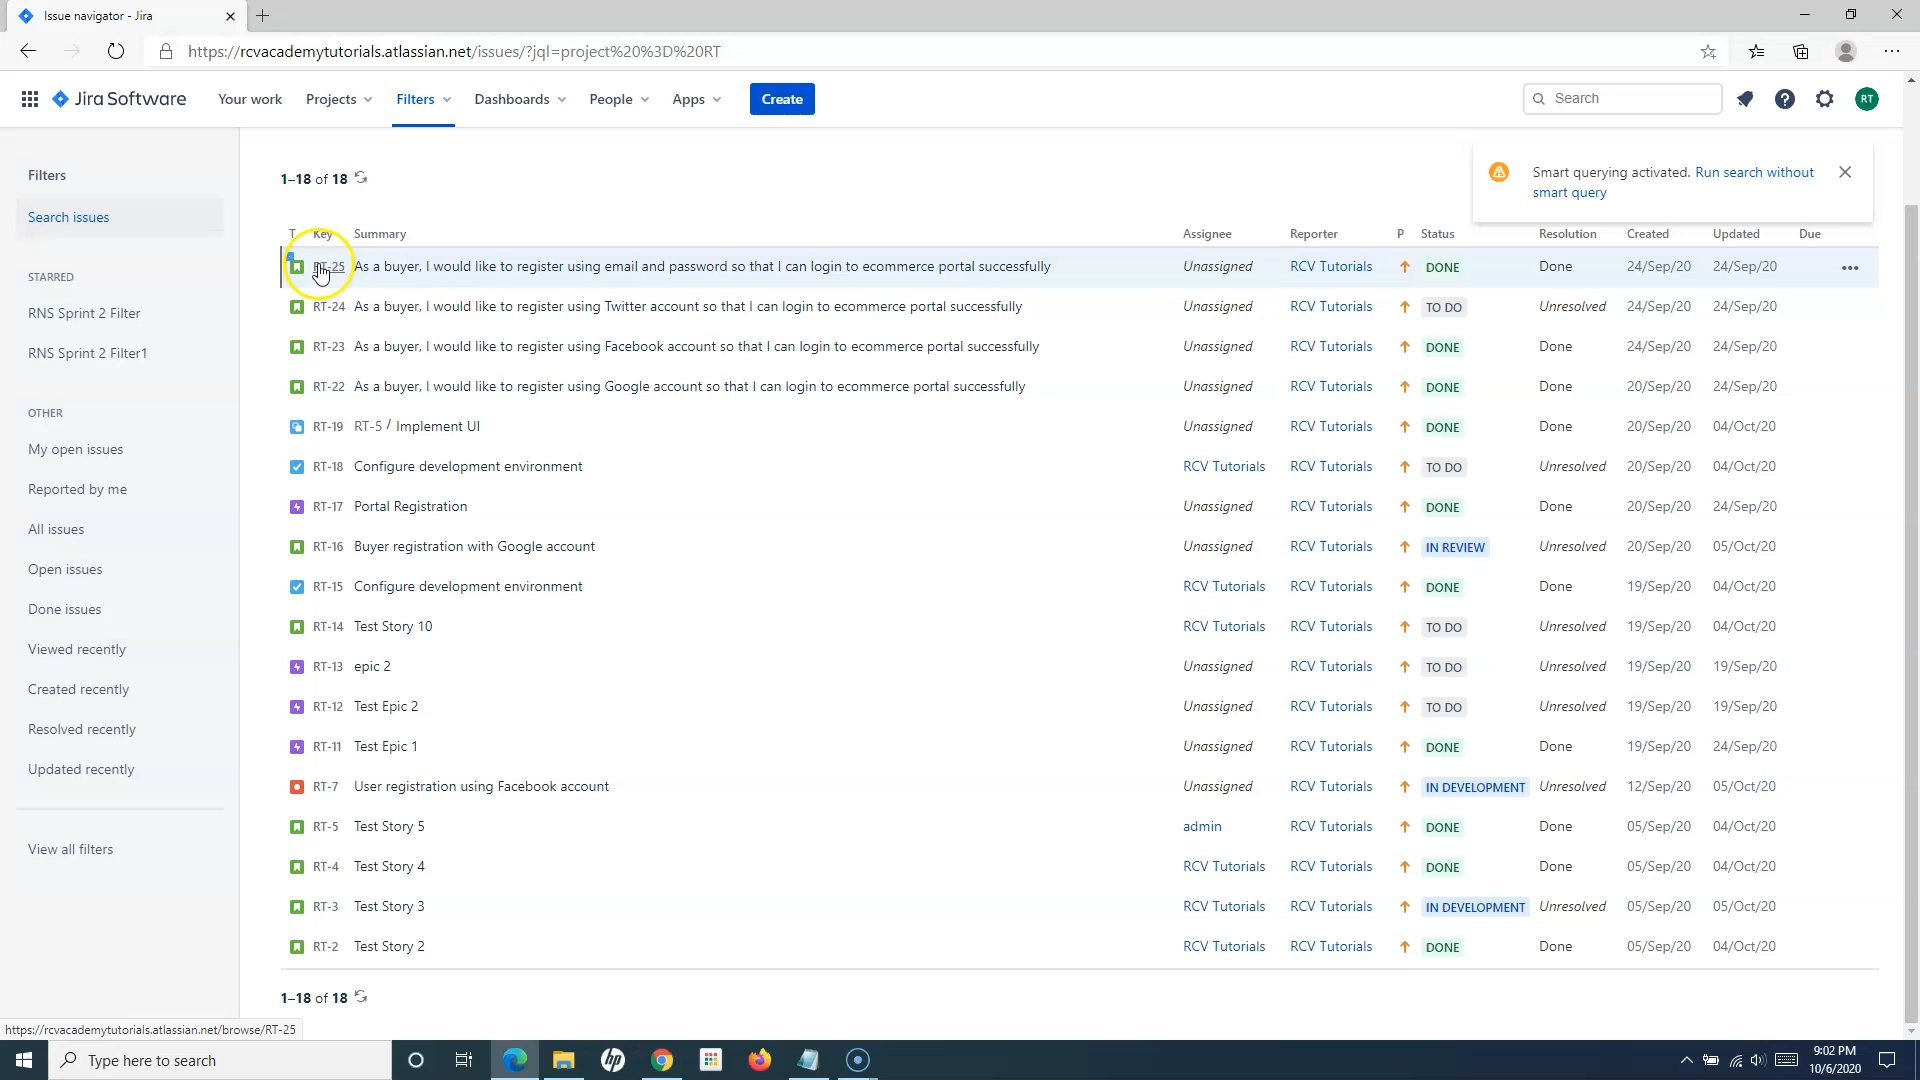 Issue navigator - Jira
https://rcvacademytutorials.atlassian.net/issues/?jql=project%20%3D%20RT
Jira Software Your work Projects Filters Dashboards People Apps Create Search RT
Filters
Search issues
STARRED
RNS Sprint 2 Filter
RNS Sprint 2 Filter1
OTHER
My open issues
Reported by me
All issues
Open issues
Done issues
Viewed recently
Created recently
Resolved recently
Updated recently
View all filters
1–18 of 18
Smart querying activated. Run search without
smart query
T Key Summary Assignee Reporter P Status Resolution Created Updated Due
RT-25 As a buyer, I would like to register using email and password so that I can login to ecommerce portal successfully Unassigned RCV Tutorials DONE Done 24/Sep/20 24/Sep/20
RT-24 As a buyer, I would like to register using Twitter account so that I can login to ecommerce portal successfully Unassigned RCV Tutorials TO DO Unresolved 24/Sep/20 24/Sep/20
RT-23 As a buyer, I would like to register using Facebook account so that I can login to ecommerce portal successfully Unassigned RCV Tutorials DONE Done 24/Sep/20 24/Sep/20
RT-22 As a buyer, I would like to register using Google account so that I can login to ecommerce portal successfully Unassigned RCV Tutorials DONE Done 20/Sep/20 24/Sep/20
RT-19 RT-5 / Implement UI Unassigned RCV Tutorials DONE Done 20/Sep/20 04/Oct/20
RT-18 Configure development environment RCV Tutorials RCV Tutorials TO DO Unresolved 20/Sep/20 04/Oct/20
RT-17 Portal Registration Unassigned RCV Tutorials DONE Done 20/Sep/20 24/Sep/20
RT-16 Buyer registration with Google account Unassigned RCV Tutorials IN REVIEW Unresolved 20/Sep/20 05/Oct/20
RT-15 Configure development environment RCV Tutorials RCV Tutorials DONE Done 19/Sep/20 04/Oct/20
RT-14 Test Story 10 RCV Tutorials RCV Tutorials TO DO Unresolved 19/Sep/20 04/Oct/20
RT-13 epic 2 Unassigned RCV Tutorials TO DO Unresolved 19/Sep/20 19/Sep/20
RT-12 Test Epic 2 Unassigned RCV Tutorials TO DO Unresolved 19/Sep/20 19/Sep/20
RT-11 Test Epic 1 Unassigned RCV Tutorials DONE Done 19/Sep/20 24/Sep/20
RT-7 User registration using Facebook account Unassigned RCV Tutorials IN DEVELOPMENT Unresolved 12/Sep/20 05/Oct/20
RT-5 Test Story 5 admin RCV Tutorials DONE Done 05/Sep/20 04/Oct/20
RT-4 Test Story 4 RCV Tutorials RCV Tutorials DONE Done 05/Sep/20 04/Oct/20
RT-3 Test Story 3 RCV Tutorials RCV Tutorials IN DEVELOPMENT Unresolved 05/Sep/20 05/Oct/20
RT-2 Test Story 2 RCV Tutorials RCV Tutorials DONE Done 05/Sep/20 04/Oct/20
1–18 of 18
https://rcvacademytutorials.atlassian.net/browse/RT-25
Type here to search
hp
9:02 PM
10/6/2020